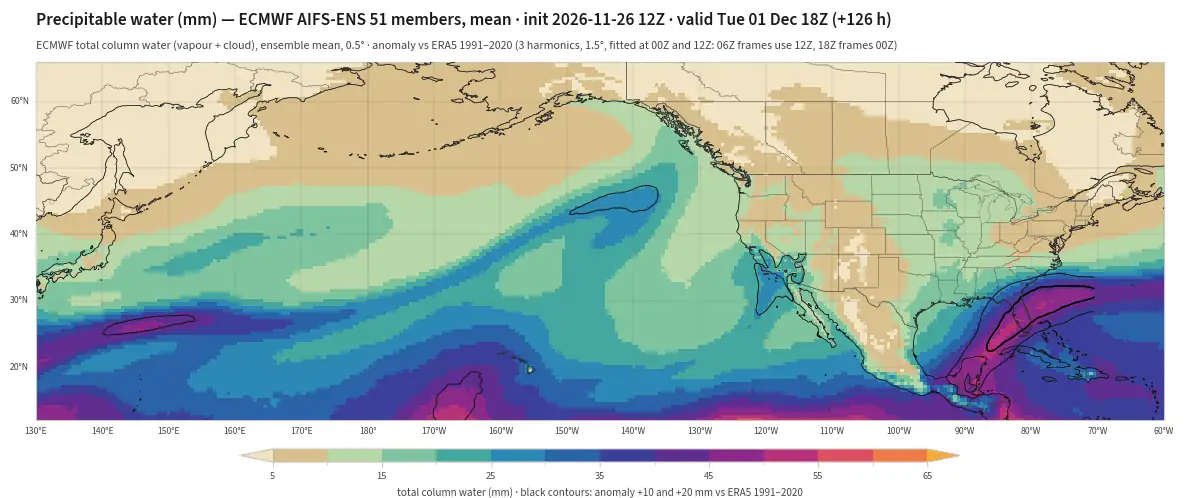 Precipitable water (mm) — ECMWF AIFS-ENS 51 members, mean · init 2026-11-26 12Z · valid Tue 01 Dec 18Z (+126 h)
ECMWF total column water (vapour + cloud), ensemble mean, 0.5° · anomaly vs ERA5 1991–2020 (3 harmonics, 1.5°, fitted at 00Z and 12Z: 06Z frames use 12Z, 18Z frames 00Z)
60°N
50°N
40°N
30°N
20°N
130°E 140°E 150°E 160°E 170°E 180° 170°W 160°W 150°W 140°W 130°W 120°W 110°W 100°W 90°W 80°W 70°W 60°W
5 15 25 35 45 55 65
total column water (mm) · black contours: anomaly +10 and +20 mm vs ERA5 1991–2020